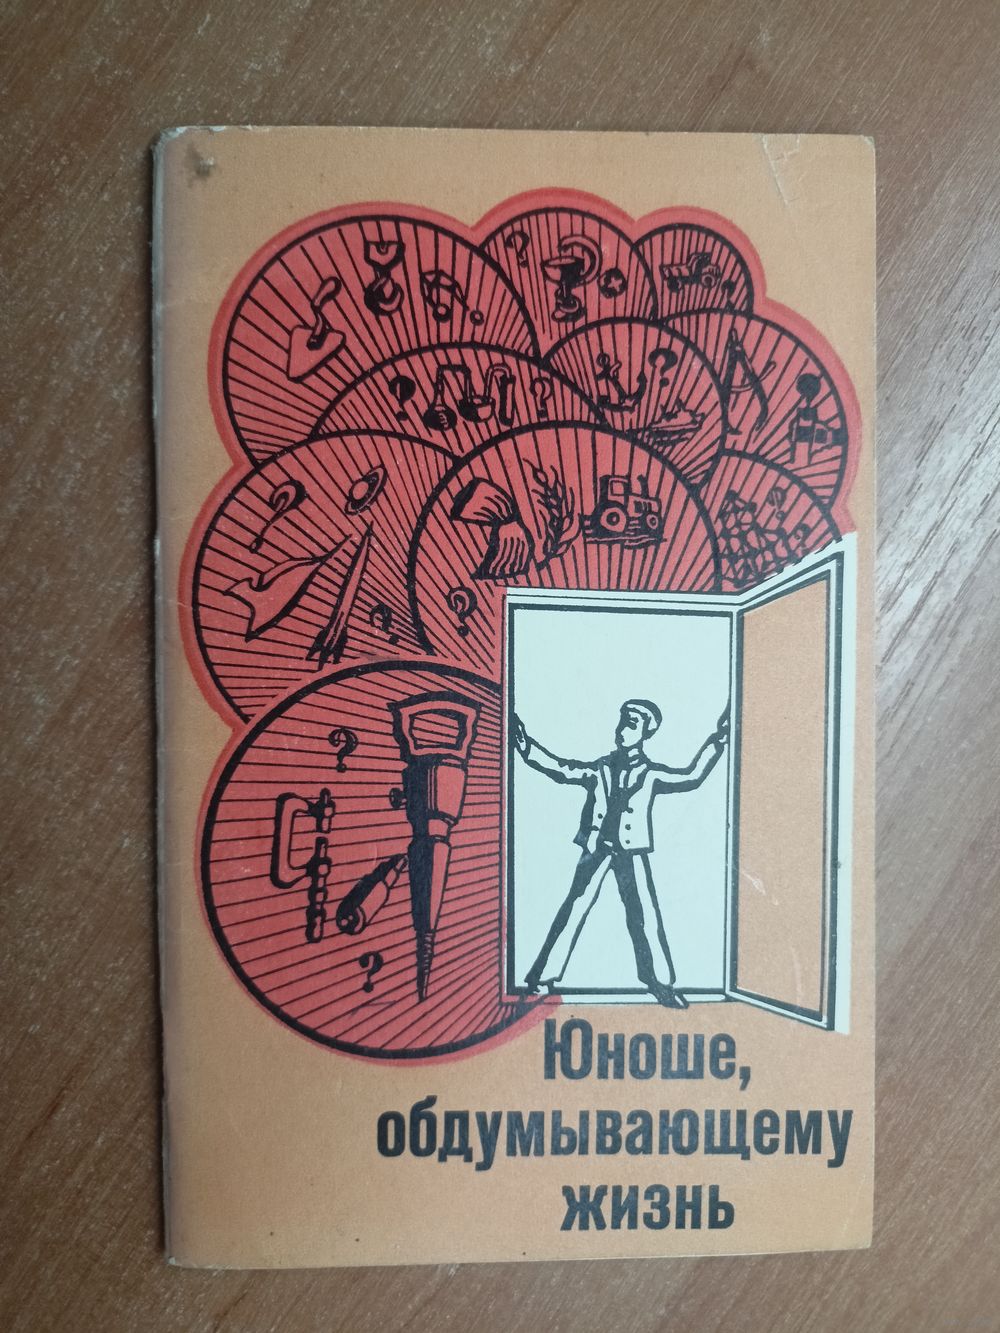 Юноше,
обдумывающему
жизнь